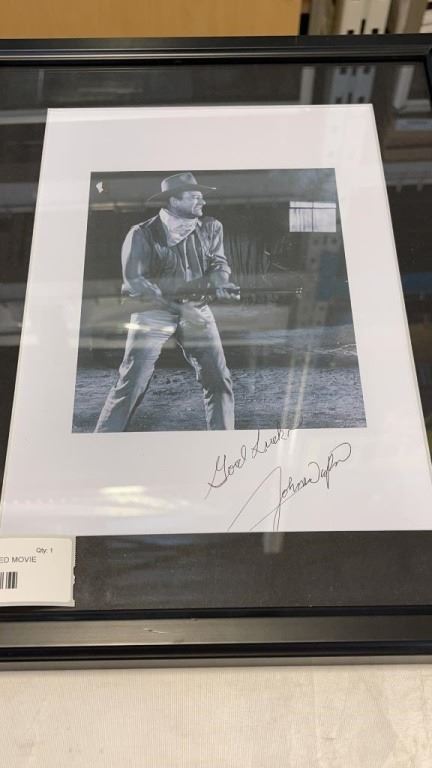 Good Luck
John Wayne
Qty: 1
ED MOVIE